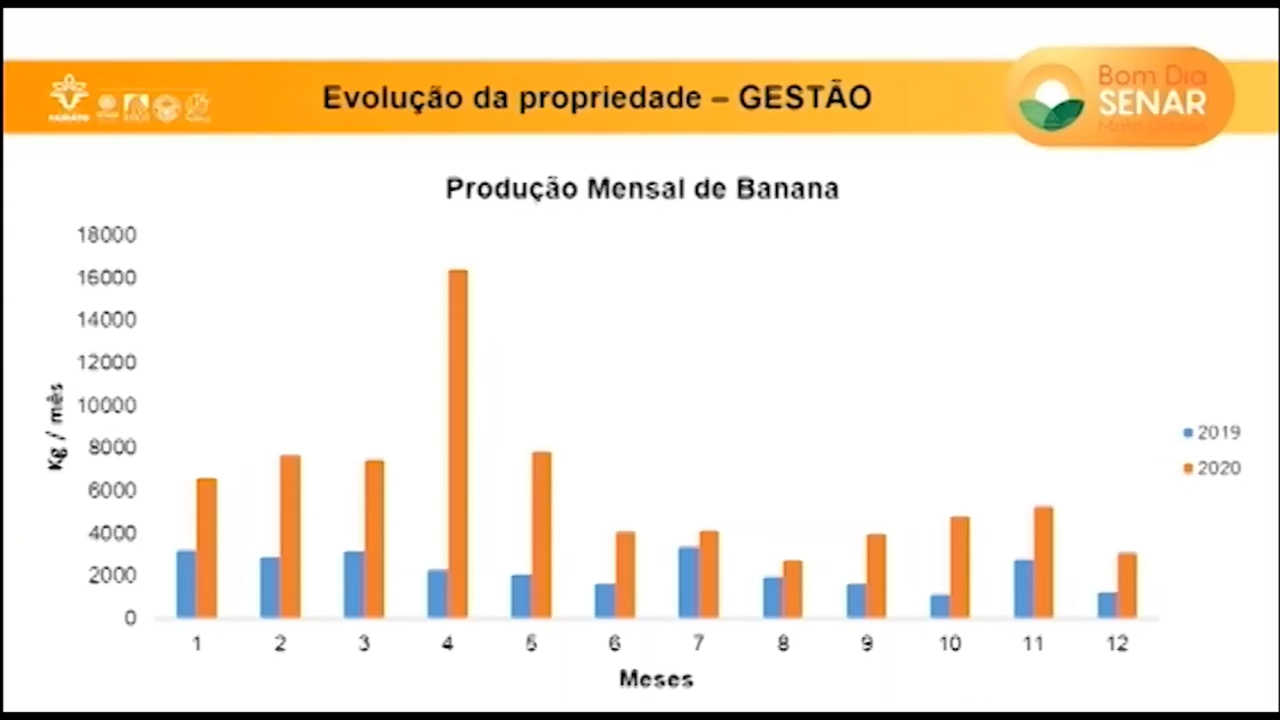 Evolução da propriedade – GESTÃO
Bom Dia
SENAR
Produção Mensal de Banana
18000
16000
14000
12000
10000
8000
6000
4000
2000
0
Kg / mês
1 2 3 4 5 6 7 8 9 10 11 12
Meses
2019
2020